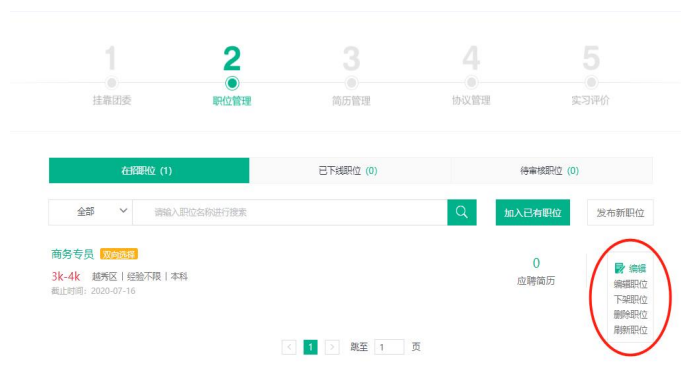 1 2 3 4 5
挂靠团委 职位管理 简历管理 协议管理 实习评价
在招职位 (1) 已下线职位 (0) 待审核职位 (0)
全部 请输入职位名称进行搜索 加入已有职位 发布新职位
商务专员 双向选择
3k-4k 越秀区 | 经验不限 | 本科
截止时间: 2020-07-16
0
应聘简历
编辑
编辑职位
下架职位
删除职位
刷新职位
< 1 > 跳至 1 页